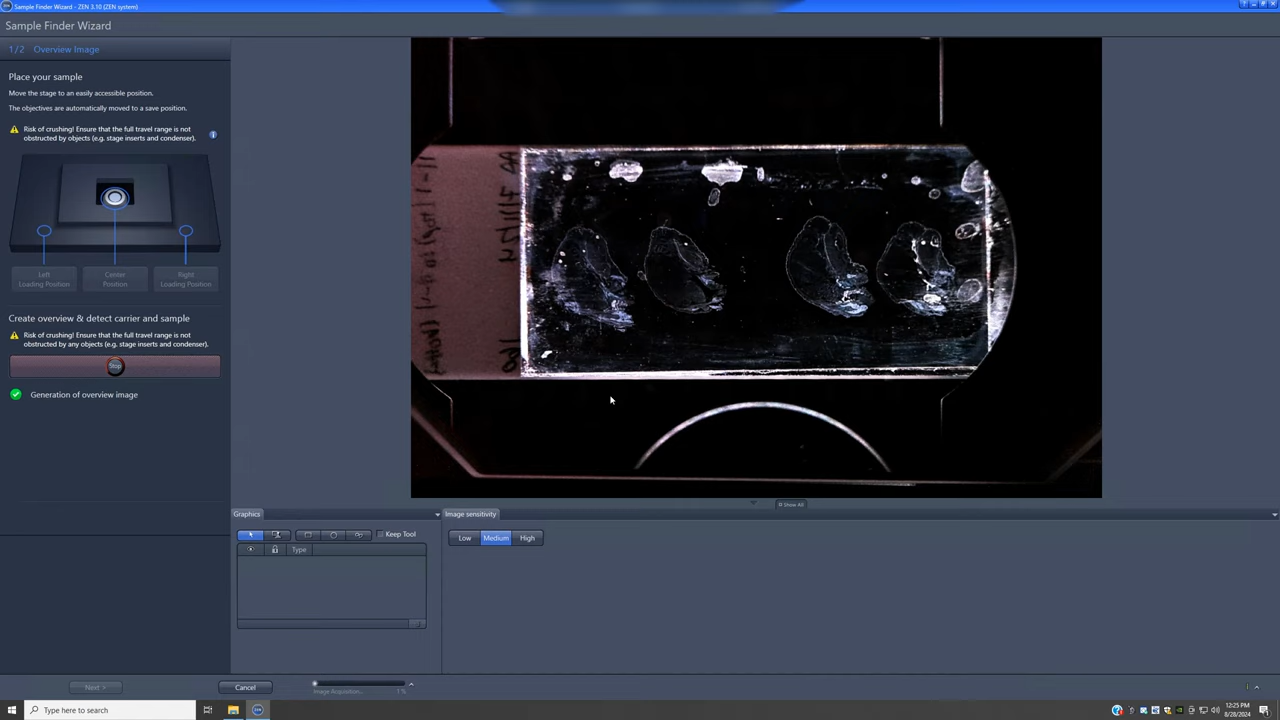 Sample Finder Wizard - ZEN 3.10 (ZEN system)
Sample Finder Wizard
1/2 Overview Image
Place your sample
Move the stage to an easily accessible position.
The objectives are automatically moved to a save position.
Risk of crushing! Ensure that the full travel range is not
obstructed by objects (e.g. stage inserts and condenser).
Left
Loading Position
Center
Position
Right
Loading Position
Create overview & detect carrier and sample
Risk of crushing! Ensure that the full travel range is not
obstructed by any objects (e.g. stage inserts and condenser).
Stop
Generation of overview image
Show All
Graphics
Keep Tool
Type
Image sensitivity
Low Medium High
Next >
Cancel
Image Acquisition... 1 %
Type here to search
12:25 PM
8/28/2024